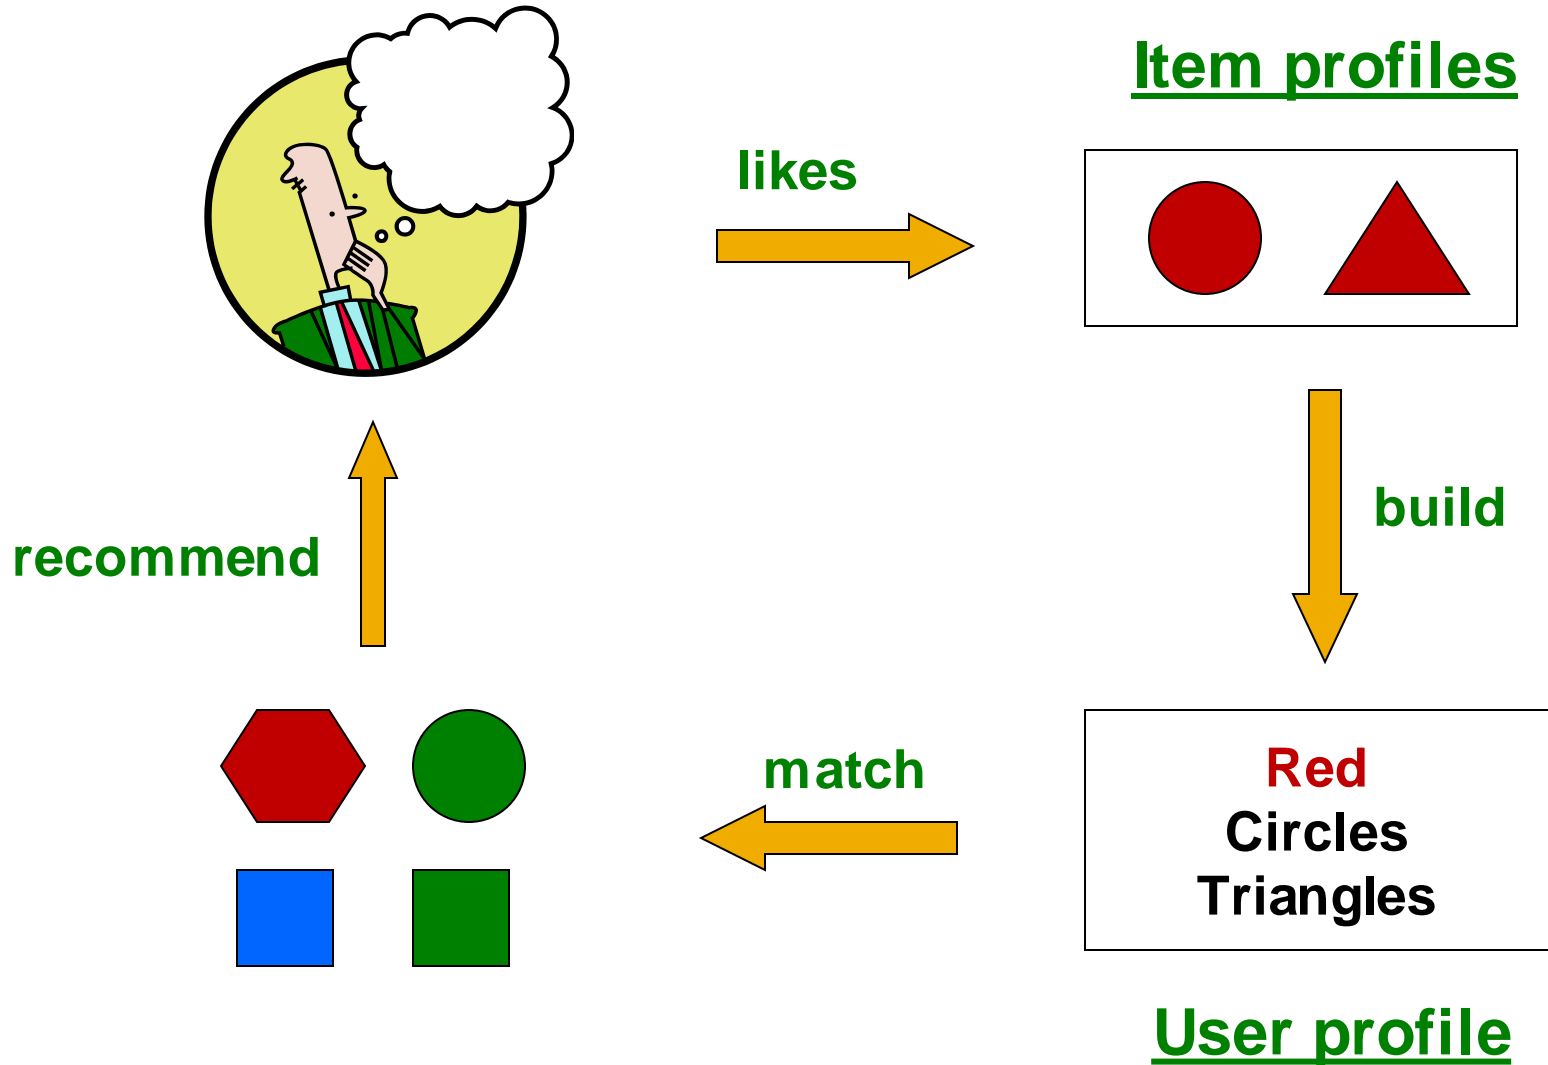 Item profiles
likes
build
recommend
match
Red
Circles
Triangles
User profile